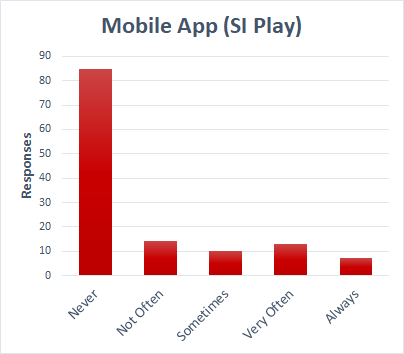 Mobile App (SI Play)
90
80
70
60
50
40
30
20
10
0
Responses
Never
Not Often
Sometimes
Very Often
Always